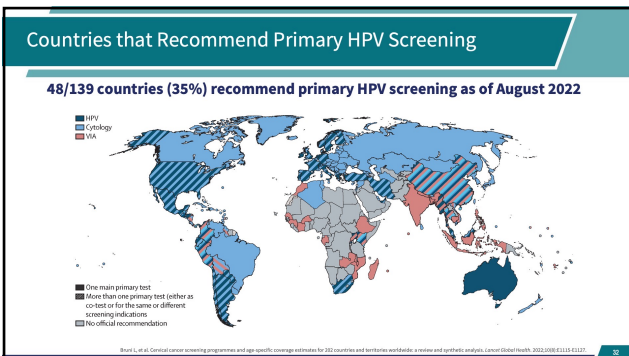 Countries that Recommend Primary HPV Screening
48/139 countries (35%) recommend primary HPV screening as of August 2022
HPV
Cytology
VIA
One main primary test
More than one primary test (either as
co-test or for the same or different
screening indications
No official recommendation
Bruni L, et al. Cervical cancer screening programmes and age-specific coverage estimates for 202 countries and territories worldwide: a review and synthetic analysis. Lancet Global Health. 2022;10(8):E1115-E1127.
32